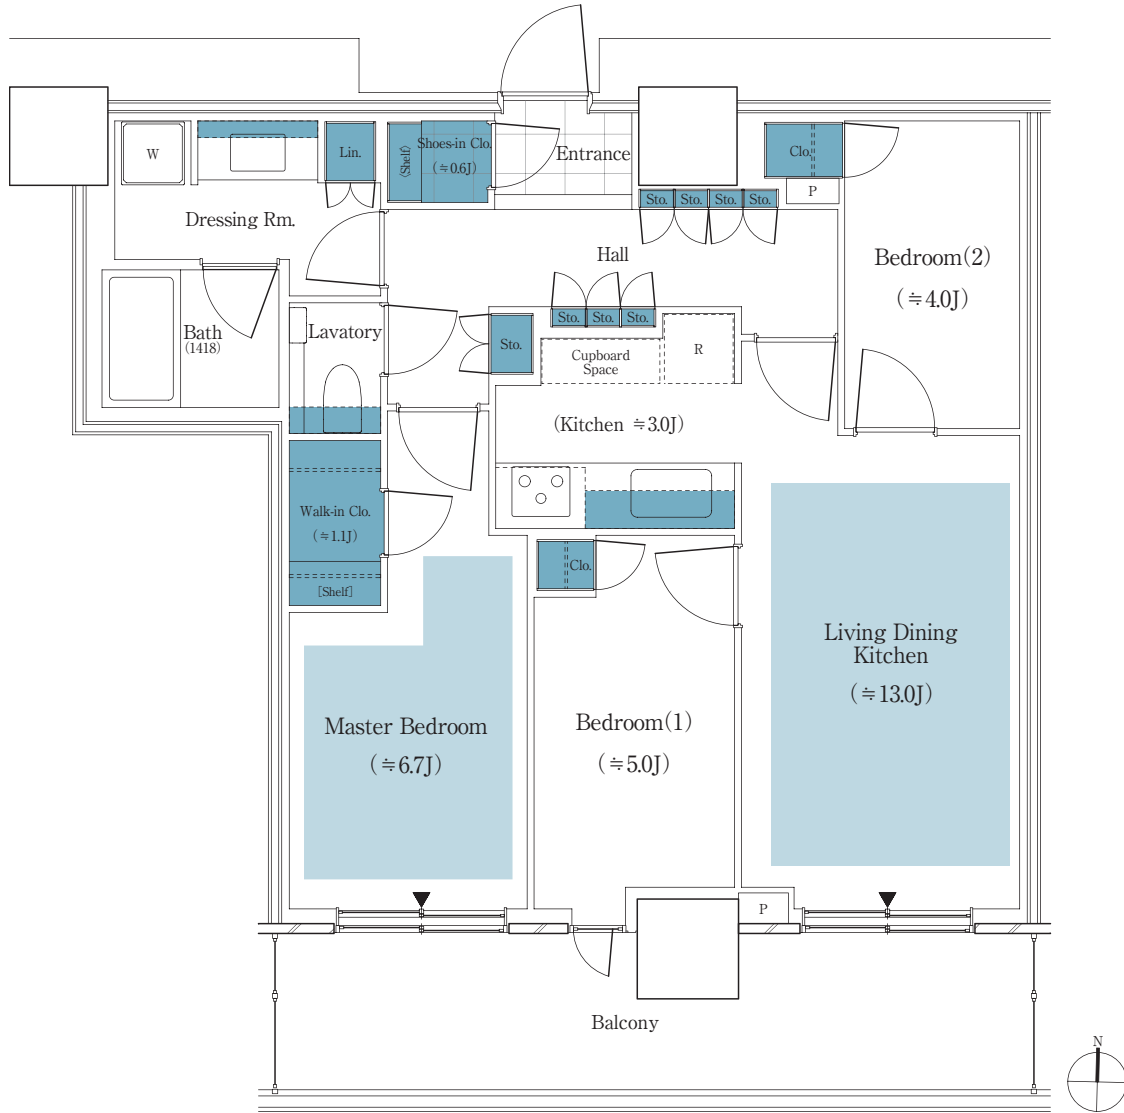 W
Lin.
〈Shelf〉
Shoes-in Clo.
(≒0.6J)
Entrance
Clo.
P
Sto.
Sto.
Sto.
Sto.
Dressing Rm.
Hall
Bedroom(2)
(≒4.0J)
Bath
(1418)
Lavatory
Sto.
Sto.
Sto.
Sto.
Cupboard
Space
R
(Kitchen ≒3.0J)
Walk-in Clo.
(≒1.1J)
[Shelf]
Clo.
Living Dining
Kitchen
(≒13.0J)
Master Bedroom
(≒6.7J)
Bedroom(1)
(≒5.0J)
P
Balcony
N